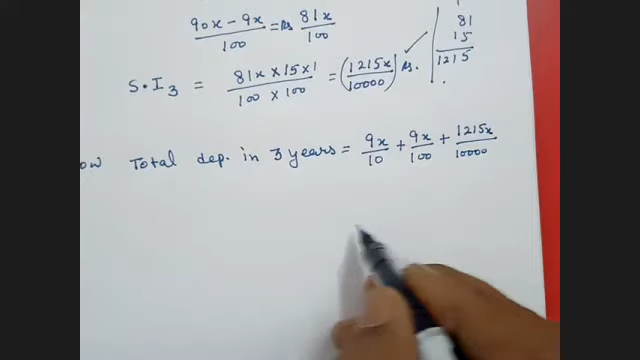 90x - 9x / 100 = Rs 81x / 100
81
15
1215
S.I3 = 81x × 15 × 1 / 100 × 100 = (1215x / 10000) Rs.
ow Total dep. in 3 years = 9x/10 + 9x/100 + 1215x/10000